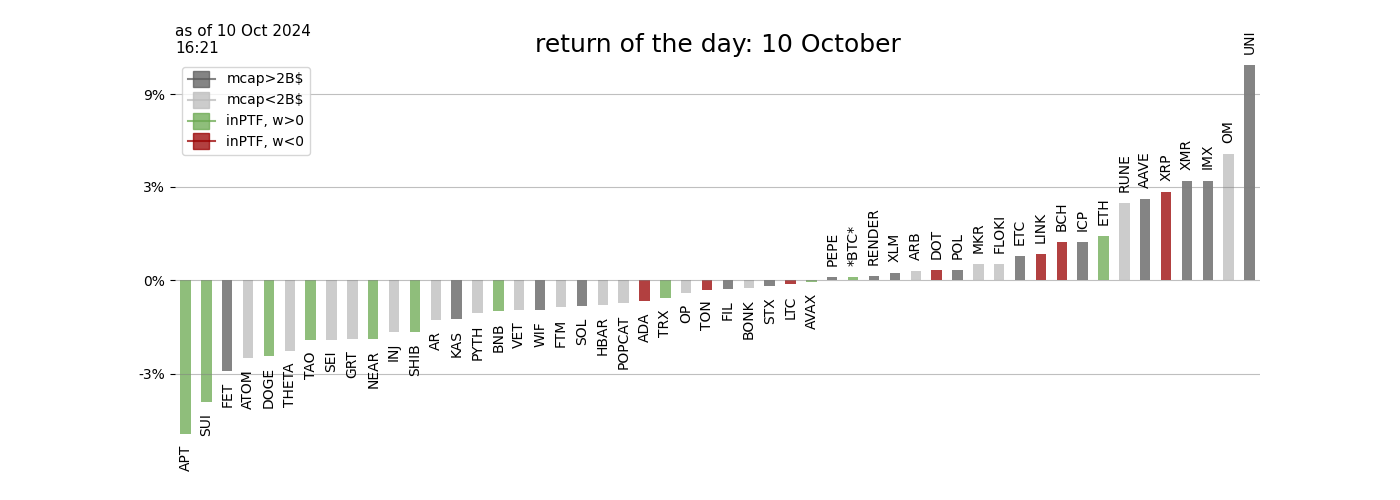 as of 10 Oct 2024
16:21
return of the day: 10 October
mcap>2B$
mcap<2B$
inPTF, w>0
inPTF, w<0
9%
3%
0%
-3%
APT
SUI
FET
ATOM
DOGE
THETA
TAO
SEI
GRT
NEAR
INJ
SHIB
AR
KAS
PYTH
BNB
VET
WIF
FTM
SOL
HBAR
POPCAT
ADA
TRX
OP
TON
FIL
BONK
STX
LTC
AVAX
PEPE
*BTC*
RENDER
XLM
ARB
DOT
POL
MKR
FLOKI
ETC
LINK
BCH
ICP
ETH
RUNE
AAVE
XRP
XMR
IMX
OM
UNI